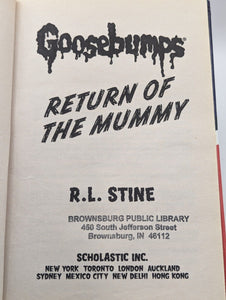 Goosebumps®
RETURN OF
THE MUMMY
R.L. STINE
BROWNSBURG PUBLIC LIBRARY
450 South Jefferson Street
Brownsburg, IN 46112
SCHOLASTIC INC.
NEW YORK TORONTO LONDON AUCKLAND
SYDNEY MEXICO CITY NEW DELHI HONG KONG